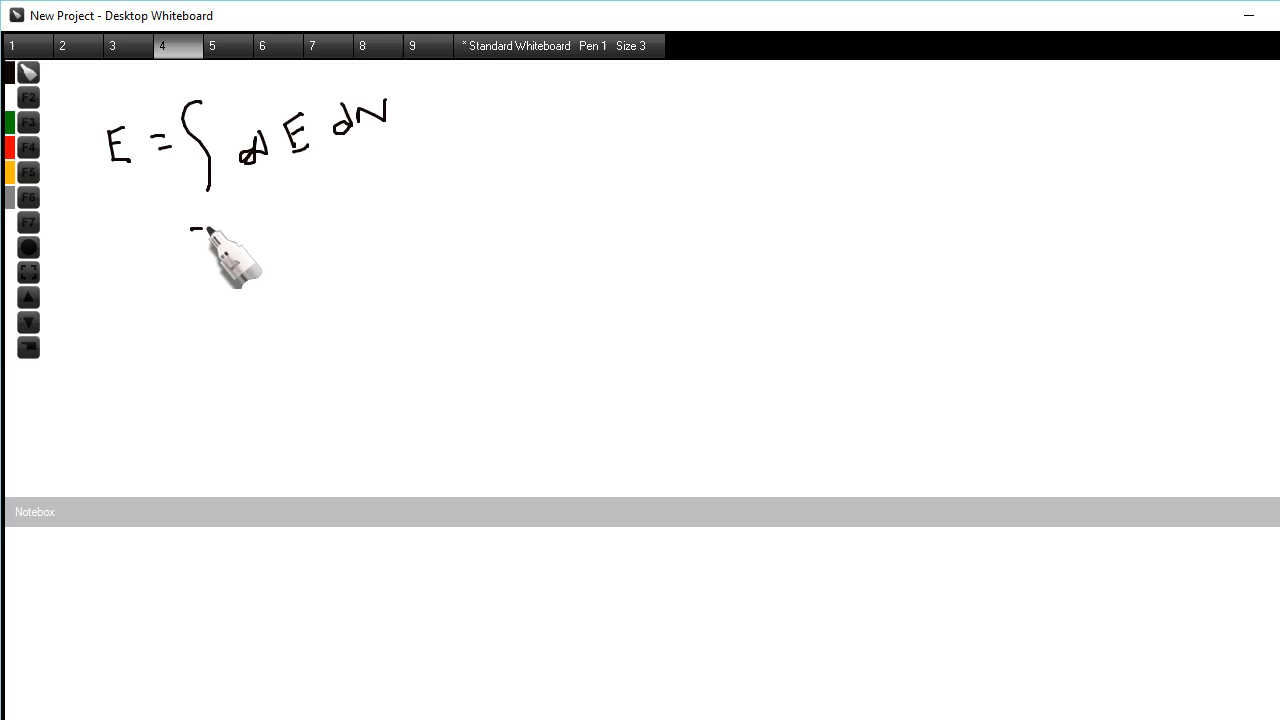 New Project - Desktop Whiteboard
1 2 3 4 5 6 7 8 9 * Standard Whiteboard Pen 1 Size 3
F2
F3
F4
F5
F6
F7
E = ∫ d E dN
-
Notebox